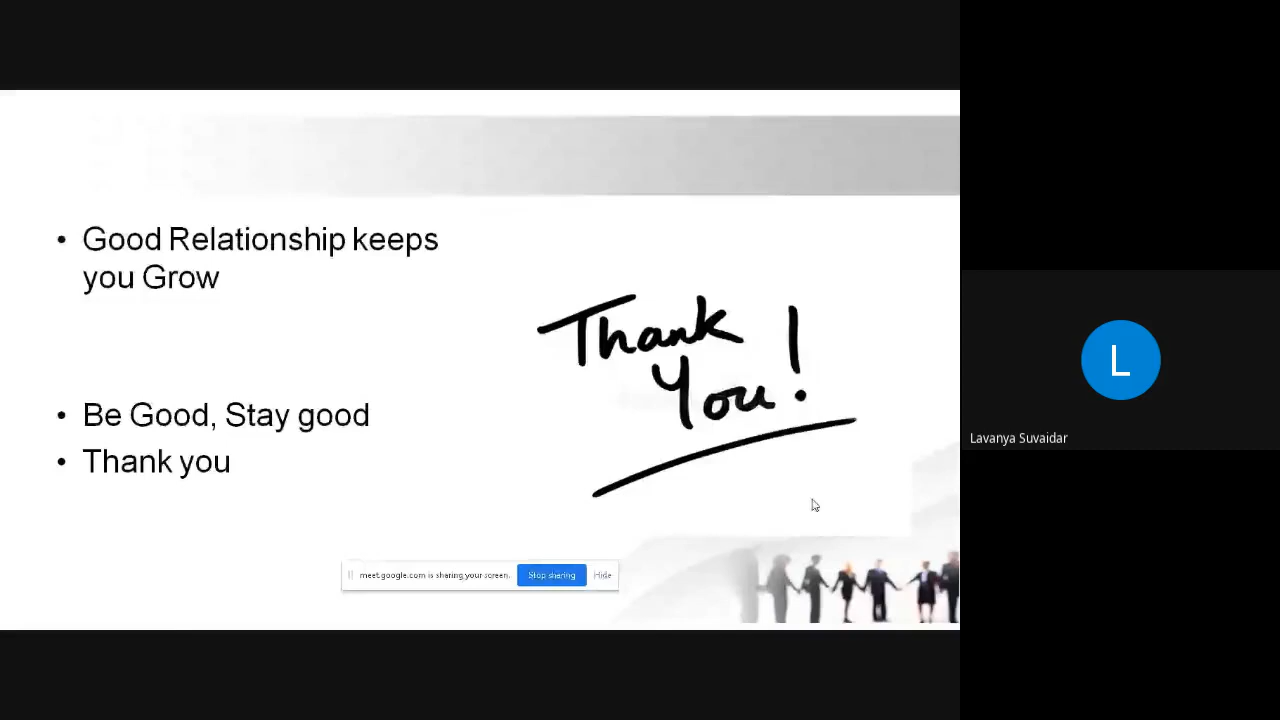 • Good Relationship keeps
you Grow
• Be Good, Stay good
• Thank you
Thank
You!
meet.google.com is sharing your screen. Stop sharing Hide
L
Lavanya Suvaidar